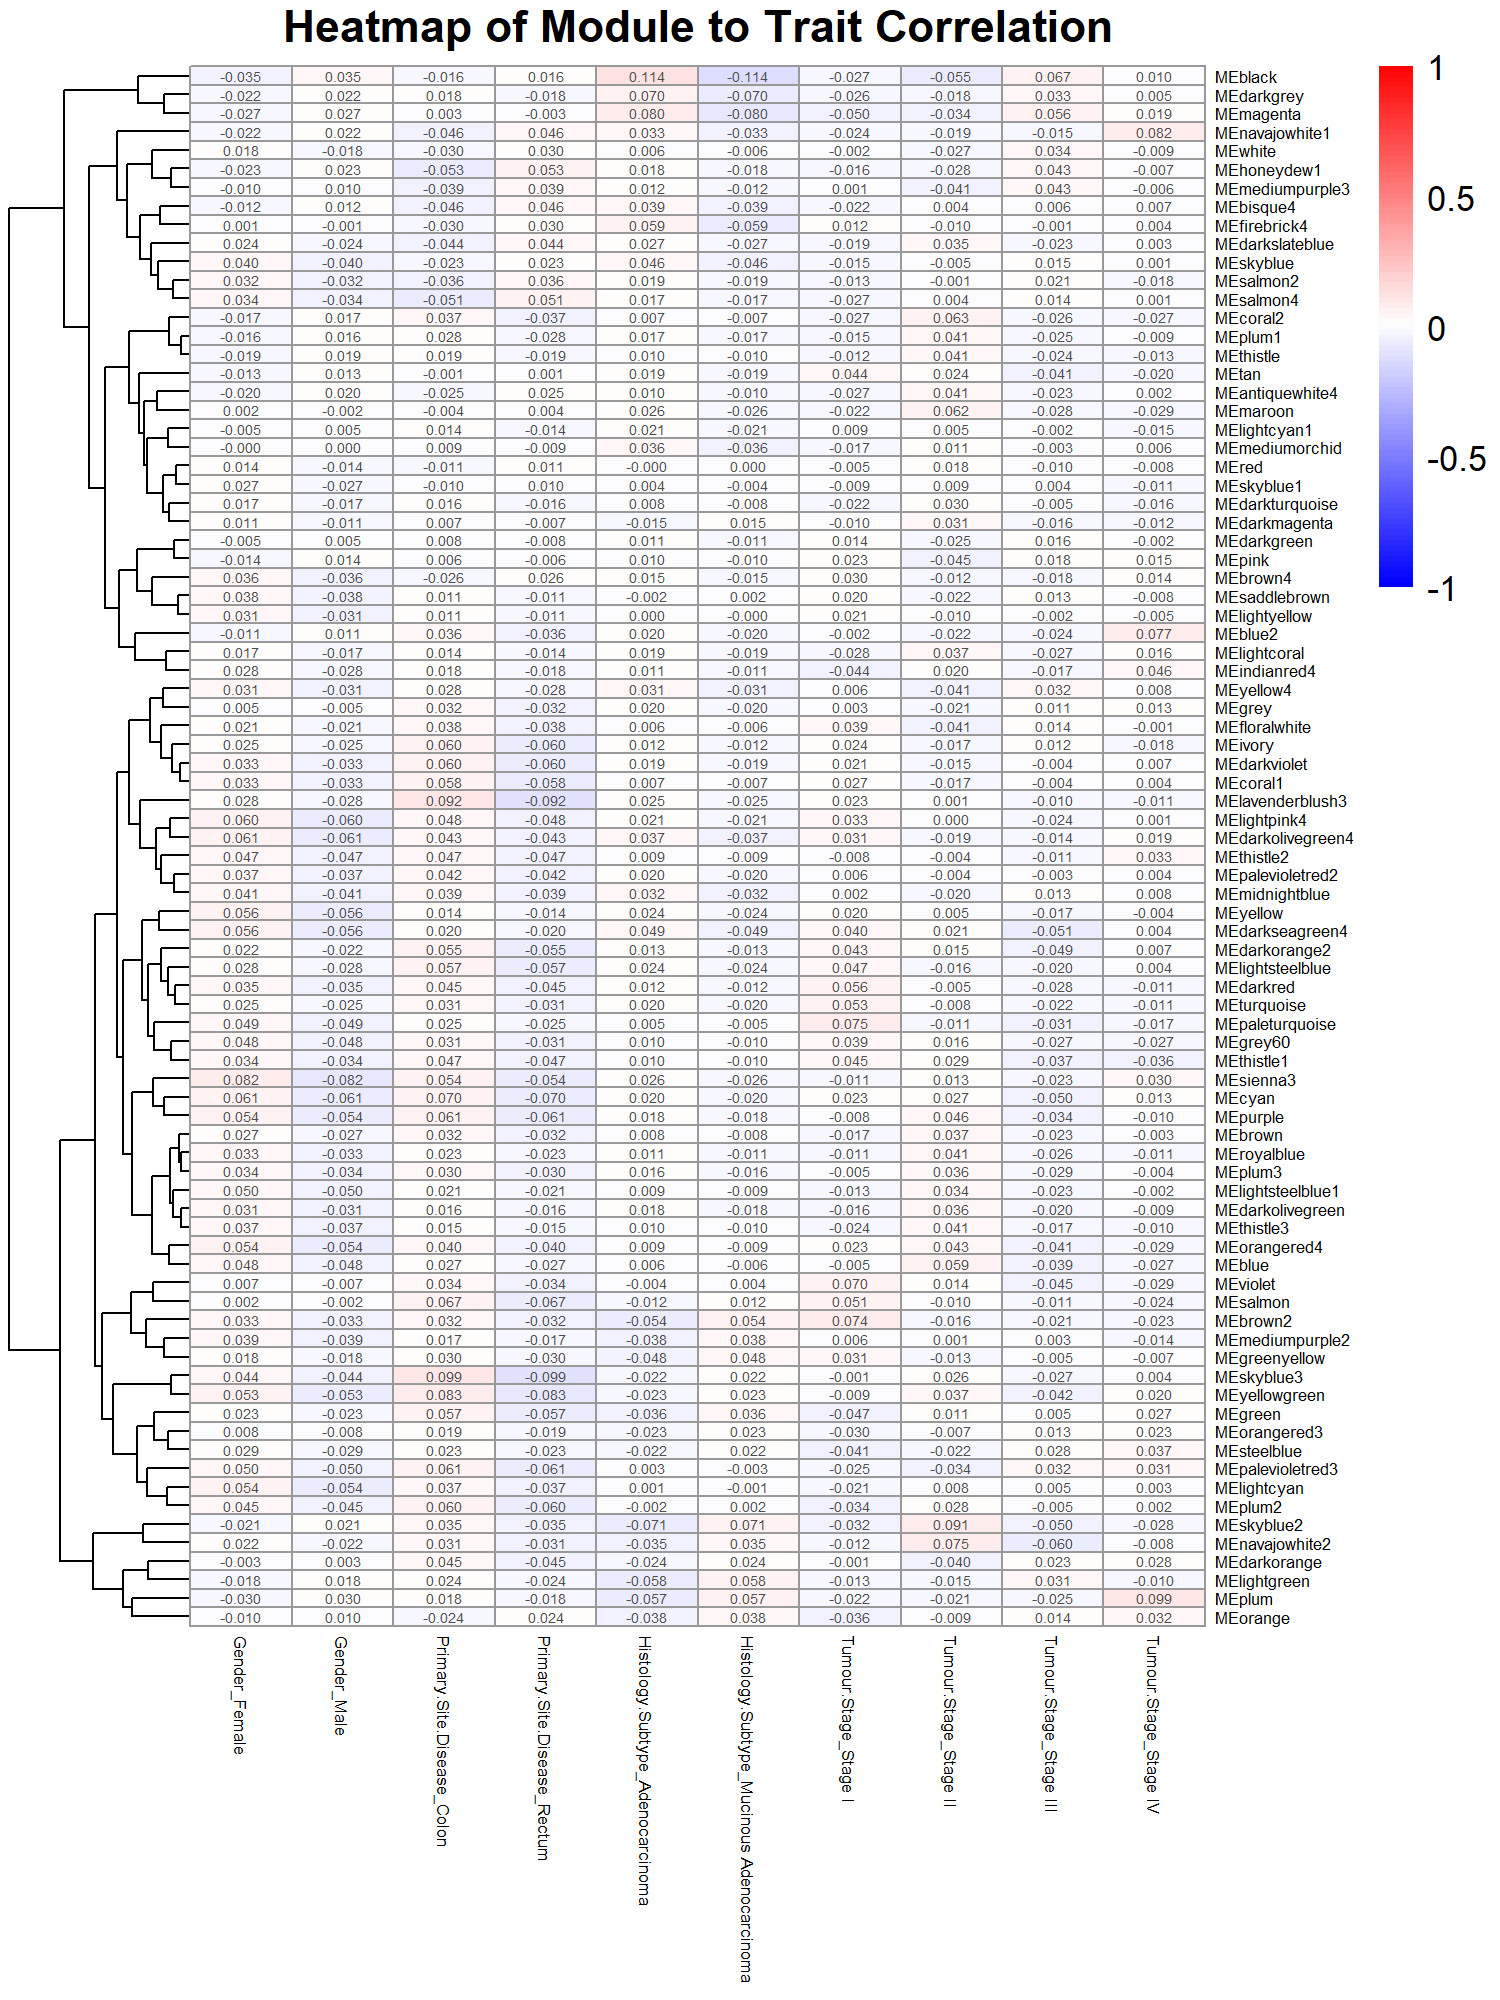 Heatmap of Module to Trait Correlation
-0.035 0.035 -0.016 0.016 0.114 -0.114 -0.027 -0.055 0.067 0.010 MEblack
-0.022 0.022 0.018 -0.018 0.070 -0.070 -0.026 -0.018 0.033 0.005 MEdarkgrey
-0.027 0.027 0.003 -0.003 0.080 -0.080 -0.050 -0.034 0.056 0.019 MEmagenta
-0.022 0.022 -0.046 0.046 0.033 -0.033 -0.024 -0.019 -0.015 0.082 MEnavajowhite1
0.018 -0.018 -0.030 0.030 0.006 -0.006 -0.002 -0.027 0.034 -0.009 MEwhite
-0.023 0.023 -0.053 0.053 0.018 -0.018 -0.016 -0.028 0.043 -0.007 MEhoneydew1
-0.010 0.010 -0.039 0.039 0.012 -0.012 0.001 -0.041 0.043 -0.006 MEmediumpurple3
-0.012 0.012 -0.046 0.046 0.039 -0.039 -0.022 0.004 0.006 0.007 MEbisque4
0.001 -0.001 -0.030 0.030 0.059 -0.059 0.012 -0.010 -0.001 0.004 MEfirebrick4
0.024 -0.024 -0.044 0.044 0.027 -0.027 -0.019 0.035 -0.023 0.003 MEdarkslateblue
0.040 -0.040 -0.023 0.023 0.046 -0.046 -0.015 -0.005 0.015 0.001 MEskyblue
0.032 -0.032 -0.036 0.036 0.019 -0.019 -0.013 -0.001 0.021 -0.018 MEsalmon2
0.034 -0.034 -0.051 0.051 0.017 -0.017 -0.027 0.004 0.014 0.001 MEsalmon4
-0.017 0.017 0.037 -0.037 0.007 -0.007 -0.027 0.063 -0.026 -0.027 MEcoral2
-0.016 0.016 0.028 -0.028 0.017 -0.017 -0.015 0.041 -0.025 -0.009 MEplum1
-0.019 0.019 0.019 -0.019 0.010 -0.010 -0.012 0.041 -0.024 -0.013 MEthistle
-0.013 0.013 -0.001 0.001 0.019 -0.019 0.044 0.024 -0.041 -0.020 MEtan
-0.020 0.020 -0.025 0.025 0.010 -0.010 -0.027 0.041 -0.023 0.002 MEantiquewhite4
0.002 -0.002 -0.004 0.004 0.026 -0.026 -0.022 0.062 -0.028 -0.029 MEmaroon
-0.005 0.005 0.014 -0.014 0.021 -0.021 0.009 0.005 -0.002 -0.015 MElightcyan1
-0.000 0.000 0.009 -0.009 0.036 -0.036 -0.017 0.011 -0.003 0.006 MEmediumorchid
0.014 -0.014 -0.011 0.011 -0.000 0.000 -0.005 0.018 -0.010 -0.008 MEred
0.027 -0.027 -0.010 0.010 0.004 -0.004 -0.009 0.009 0.004 -0.011 MEskyblue1
0.017 -0.017 0.016 -0.016 0.008 -0.008 -0.022 0.030 -0.005 -0.016 MEdarkturquoise
0.011 -0.011 0.007 -0.007 -0.015 0.015 -0.010 0.031 -0.016 -0.012 MEdarkmagenta
-0.005 0.005 0.008 -0.008 0.011 -0.011 0.014 -0.025 0.016 -0.002 MEdarkgreen
-0.014 0.014 0.006 -0.006 0.010 -0.010 0.023 -0.045 0.018 0.015 MEpink
0.036 -0.036 -0.026 0.026 0.015 -0.015 0.030 -0.012 -0.018 0.014 MEbrown4
0.038 -0.038 0.011 -0.011 -0.002 0.002 0.020 -0.022 0.013 -0.008 MEsaddlebrown
0.031 -0.031 0.011 -0.011 0.000 -0.000 0.021 -0.010 -0.002 -0.005 MElightyellow
-0.011 0.011 0.036 -0.036 0.020 -0.020 -0.002 -0.022 -0.024 0.077 MEblue2
0.017 -0.017 0.014 -0.014 0.019 -0.019 -0.028 0.037 -0.027 0.016 MElightcoral
0.028 -0.028 0.018 -0.018 0.011 -0.011 -0.044 0.020 -0.017 0.046 MEindianred4
0.031 -0.031 0.028 -0.028 0.031 -0.031 0.006 -0.041 0.032 0.008 MEyellow4
0.005 -0.005 0.032 -0.032 0.020 -0.020 0.003 -0.021 0.011 0.013 MEgrey
0.021 -0.021 0.038 -0.038 0.006 -0.006 0.039 -0.041 0.014 -0.001 MEfloralwhite
0.025 -0.025 0.060 -0.060 0.012 -0.012 0.024 -0.017 0.012 -0.018 MEivory
0.033 -0.033 0.060 -0.060 0.019 -0.019 0.021 -0.015 -0.004 0.007 MEdarkviolet
0.033 -0.033 0.058 -0.058 0.007 -0.007 0.027 -0.017 -0.004 0.004 MEcoral1
0.028 -0.028 0.092 -0.092 0.025 -0.025 0.023 0.001 -0.010 -0.011 MElavenderblush3
0.060 -0.060 0.048 -0.048 0.021 -0.021 0.033 0.000 -0.024 0.001 MElightpink4
0.061 -0.061 0.043 -0.043 0.037 -0.037 0.031 -0.019 -0.014 0.019 MEdarkolivegreen4
0.047 -0.047 0.047 -0.047 0.009 -0.009 -0.008 -0.004 -0.011 0.033 MEthistle2
0.037 -0.037 0.042 -0.042 0.020 -0.020 0.006 -0.004 -0.003 0.004 MEpalevioletred2
0.041 -0.041 0.039 -0.039 0.032 -0.032 0.002 -0.020 0.013 0.008 MEmidnightblue
0.056 -0.056 0.014 -0.014 0.024 -0.024 0.020 0.005 -0.017 -0.004 MEyellow
0.056 -0.056 0.020 -0.020 0.049 -0.049 0.040 0.021 -0.051 0.004 MEdarkseagreen4
0.022 -0.022 0.055 -0.055 0.013 -0.013 0.043 0.015 -0.049 0.007 MEdarkorange2
0.028 -0.028 0.057 -0.057 0.024 -0.024 0.047 -0.016 -0.020 0.004 MElightsteelblue
0.035 -0.035 0.045 -0.045 0.012 -0.012 0.056 -0.005 -0.028 -0.011 MEdarkred
0.025 -0.025 0.031 -0.031 0.020 -0.020 0.053 -0.008 -0.022 -0.011 MEturquoise
0.049 -0.049 0.025 -0.025 0.005 -0.005 0.075 -0.011 -0.031 -0.017 MEpaleturquoise
0.048 -0.048 0.031 -0.031 0.010 -0.010 0.039 0.016 -0.027 -0.027 MEgrey60
0.034 -0.034 0.047 -0.047 0.010 -0.010 0.045 0.029 -0.037 -0.036 MEthistle1
0.082 -0.082 0.054 -0.054 0.026 -0.026 -0.011 0.013 -0.023 0.030 MEsienna3
0.061 -0.061 0.070 -0.070 0.020 -0.020 0.023 0.027 -0.050 0.013 MEcyan
0.054 -0.054 0.061 -0.061 0.018 -0.018 -0.008 0.046 -0.034 -0.010 MEpurple
0.027 -0.027 0.032 -0.032 0.008 -0.008 -0.017 0.037 -0.023 -0.003 MEbrown
0.033 -0.033 0.023 -0.023 0.011 -0.011 -0.011 0.041 -0.026 -0.011 MEroyalblue
0.034 -0.034 0.030 -0.030 0.016 -0.016 -0.005 0.036 -0.029 -0.004 MEplum3
0.050 -0.050 0.021 -0.021 0.009 -0.009 -0.013 0.034 -0.023 -0.002 MElightsteelblue1
0.031 -0.031 0.016 -0.016 0.018 -0.018 -0.016 0.036 -0.020 -0.009 MEdarkolivegreen
0.037 -0.037 0.015 -0.015 0.010 -0.010 -0.024 0.041 -0.017 -0.010 MEthistle3
0.054 -0.054 0.040 -0.040 0.009 -0.009 0.023 0.043 -0.041 -0.029 MEorangered4
0.048 -0.048 0.027 -0.027 0.006 -0.006 -0.005 0.059 -0.039 -0.027 MEblue
0.007 -0.007 0.034 -0.034 -0.004 0.004 0.070 0.014 -0.045 -0.029 MEviolet
0.002 -0.002 0.067 -0.067 -0.012 0.012 0.051 -0.010 -0.011 -0.024 MEsalmon
0.033 -0.033 0.032 -0.032 -0.054 0.054 0.074 -0.016 -0.021 -0.023 MEbrown2
0.039 -0.039 0.017 -0.017 -0.038 0.038 0.006 0.001 0.003 -0.014 MEmediumpurple2
0.018 -0.018 0.030 -0.030 -0.048 0.048 0.031 -0.013 -0.005 -0.007 MEgreenyellow
0.044 -0.044 0.099 -0.099 -0.022 0.022 -0.001 0.026 -0.027 0.004 MEskyblue3
0.053 -0.053 0.083 -0.083 -0.023 0.023 -0.009 0.037 -0.042 0.020 MEyellowgreen
0.023 -0.023 0.057 -0.057 -0.036 0.036 -0.047 0.011 0.005 0.027 MEgreen
0.008 -0.008 0.019 -0.019 -0.023 0.023 -0.030 -0.007 0.013 0.023 MEorangered3
0.029 -0.029 0.023 -0.023 -0.022 0.022 -0.041 -0.022 0.028 0.037 MEsteelblue
0.050 -0.050 0.061 -0.061 0.003 -0.003 -0.025 -0.034 0.032 0.031 MEpalevioletred3
0.054 -0.054 0.037 -0.037 0.001 -0.001 -0.021 0.008 0.005 0.003 MElightcyan
0.045 -0.045 0.060 -0.060 -0.002 0.002 -0.034 0.028 -0.005 0.002 MEplum2
-0.021 0.021 0.035 -0.035 -0.071 0.071 -0.032 0.091 -0.050 -0.028 MEskyblue2
0.022 -0.022 0.031 -0.031 -0.035 0.035 -0.012 0.075 -0.060 -0.008 MEnavajowhite2
-0.003 0.003 0.045 -0.045 -0.024 0.024 -0.001 -0.040 0.023 0.028 MEdarkorange
-0.018 0.018 0.024 -0.024 -0.058 0.058 -0.013 -0.015 0.031 -0.010 MElightgreen
-0.030 0.030 0.018 -0.018 -0.057 0.057 -0.022 -0.021 -0.025 0.099 MEplum
-0.010 0.010 -0.024 0.024 -0.038 0.038 -0.036 -0.009 0.014 0.032 MEorange
Gender_Female
Gender_Male
Primary.Site.Disease_Colon
Primary.Site.Disease_Rectum
Histology.Subtype_Adenocarcinoma
Histology.Subtype_Mucinous Adenocarcinoma
Tumour.Stage_Stage I
Tumour.Stage_Stage II
Tumour.Stage_Stage III
Tumour.Stage_Stage IV
1
0.5
0
-0.5
-1